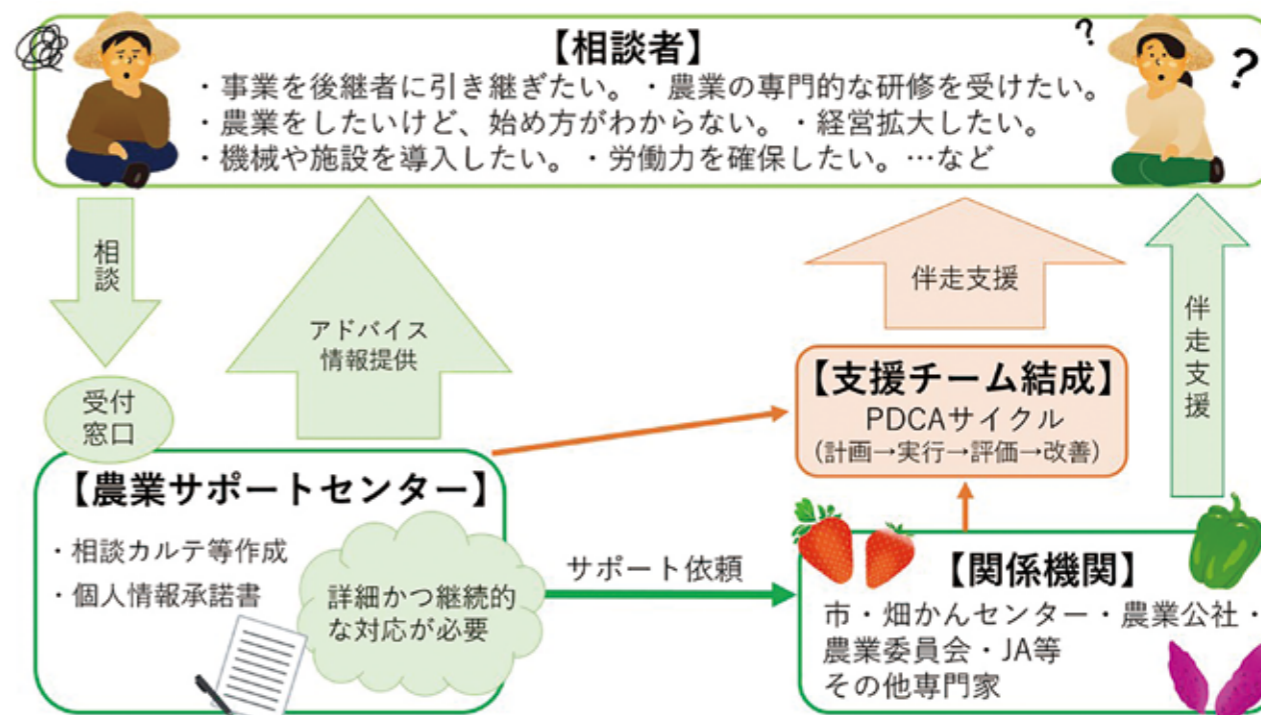 【相談者】
?
?
・事業を後継者に引き継ぎたい。・農業の専門的な研修を受けたい。
・農業をしたいけど、始め方がわからない。・経営拡大したい。
・機械や施設を導入したい。・労働力を確保したい。…など
相談
アドバイス
情報提供
伴走支援
伴走支援
受付
窓口
【支援チーム結成】
PDCAサイクル
(計画→実行→評価→改善)
【農業サポートセンター】
・相談カルテ等作成
・個人情報承諾書
詳細かつ継続的
な対応が必要
サポート依頼
【関係機関】
市・畑かんセンター・農業公社・
農業委員会・JA等
その他専門家